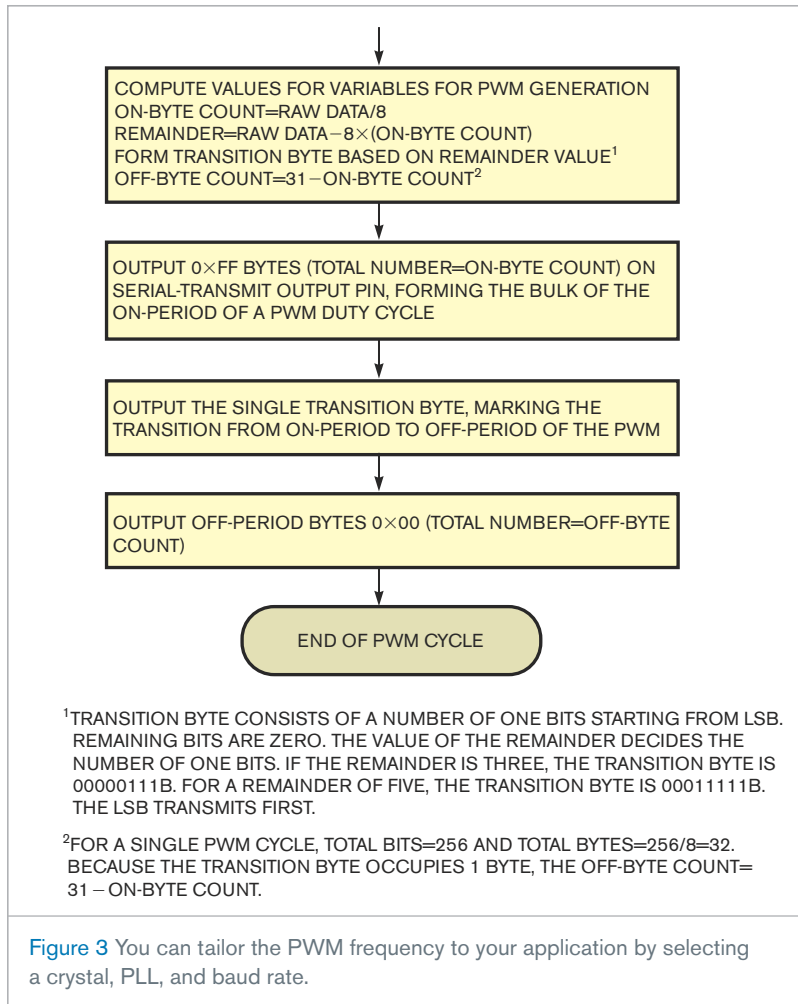 COMPUTE VALUES FOR VARIABLES FOR PWM GENERATION
ON-BYTE COUNT=RAW DATA/8
REMAINDER=RAW DATA−8×(ON-BYTE COUNT)
FORM TRANSITION BYTE BASED ON REMAINDER VALUE¹
OFF-BYTE COUNT=31−ON-BYTE COUNT²
OUTPUT 0×FF BYTES (TOTAL NUMBER=ON-BYTE COUNT) ON
SERIAL-TRANSMIT OUTPUT PIN, FORMING THE BULK OF THE
ON-PERIOD OF A PWM DUTY CYCLE
OUTPUT THE SINGLE TRANSITION BYTE, MARKING THE
TRANSITION FROM ON-PERIOD TO OFF-PERIOD OF THE PWM
OUTPUT OFF-PERIOD BYTES 0×00 (TOTAL NUMBER=OFF-BYTE
COUNT)
END OF PWM CYCLE
¹TRANSITION BYTE CONSISTS OF A NUMBER OF ONE BITS STARTING FROM LSB.
REMAINING BITS ARE ZERO. THE VALUE OF THE REMAINDER DECIDES THE
NUMBER OF ONE BITS. IF THE REMAINDER IS THREE, THE TRANSITION BYTE IS
00000111B. FOR A REMAINDER OF FIVE, THE TRANSITION BYTE IS 00011111B.
THE LSB TRANSMITS FIRST.
²FOR A SINGLE PWM CYCLE, TOTAL BITS=256 AND TOTAL BYTES=256/8=32.
BECAUSE THE TRANSITION BYTE OCCUPIES 1 BYTE, THE OFF-BYTE COUNT=
31−ON-BYTE COUNT.
Figure 3 You can tailor the PWM frequency to your application by selecting
a crystal, PLL, and baud rate.